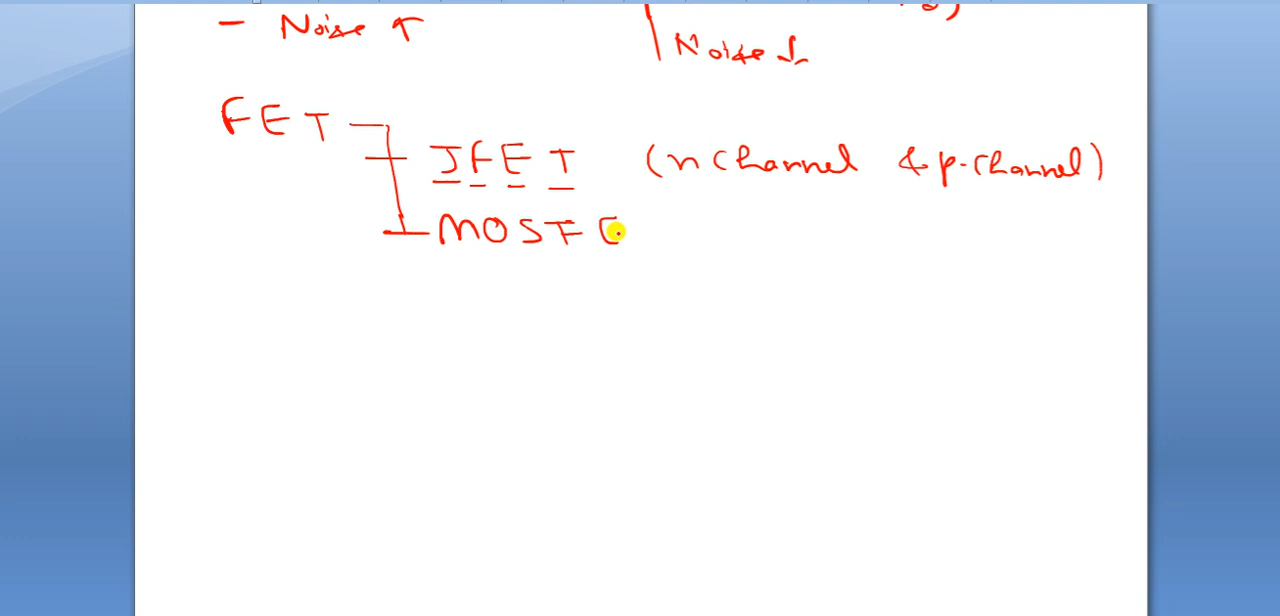 - Noise ↑
Noise ↓
FET
JFET (n channel & p-channel)
MOSFE